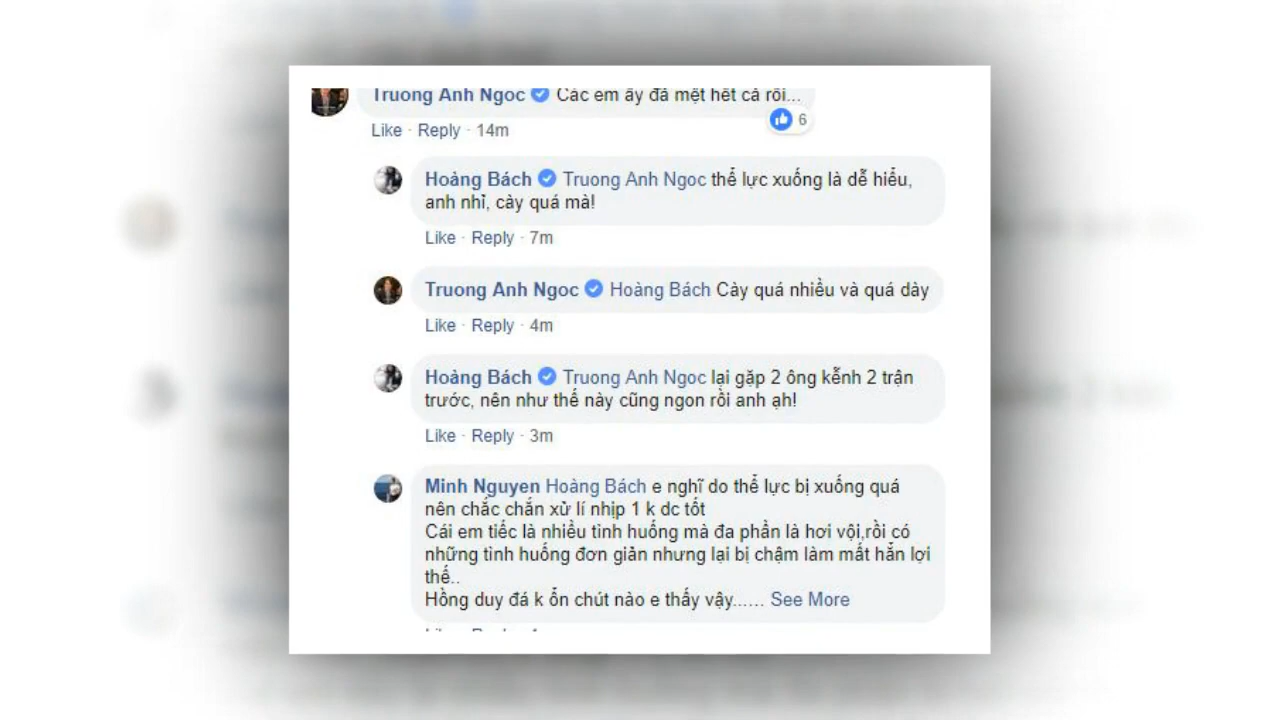 Truong Anh Ngoc Các em ấy đã mệt hết cả rồi...
6
Like · Reply · 14m
Hoàng Bách Truong Anh Ngoc thể lực xuống là dễ hiểu,
anh nhỉ, cày quá mà!
Like · Reply · 7m
Truong Anh Ngoc Hoàng Bách Cày quá nhiều và quá dày
Like · Reply · 4m
Hoàng Bách Truong Anh Ngoc lại gặp 2 ông kễnh 2 trận
trước, nên như thế này cũng ngon rồi anh ạh!
Like · Reply · 3m
Minh Nguyen Hoàng Bách e nghĩ do thể lực bị xuống quá
nên chắc chắn xử lí nhịp 1 k dc tốt
Cái em tiếc là nhiều tình huống mà đa phần là hơi vội,rồi có
những tình huống đơn giản nhưng lại bị chậm làm mất hẳn lợi
thế..
Hồng duy đá k ổn chút nào e thấy vậy...... See More